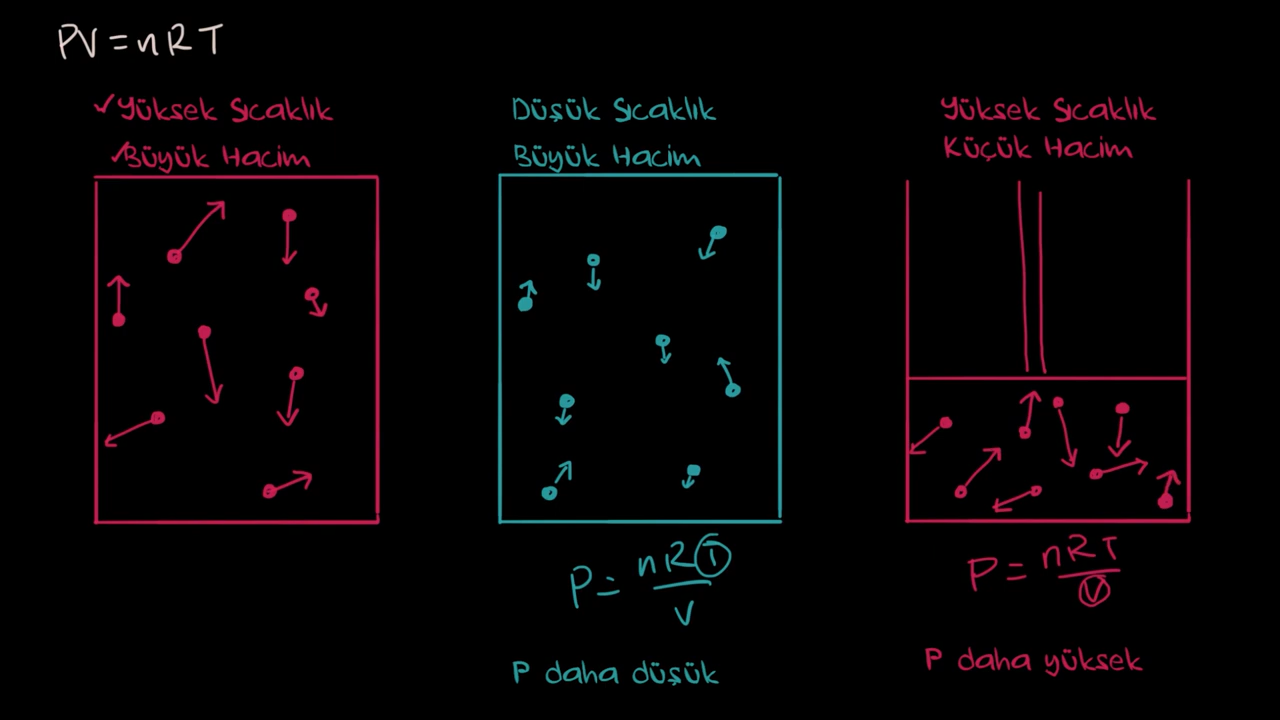 PV = nRT
✓Yüksek Sıcaklık
✓Büyük Hacim
Düşük Sıcaklık
Büyük Hacim
Yüksek Sıcaklık
Küçük Hacim
P = nRT
V
P daha düşük
P = nRT
V
P daha yüksek